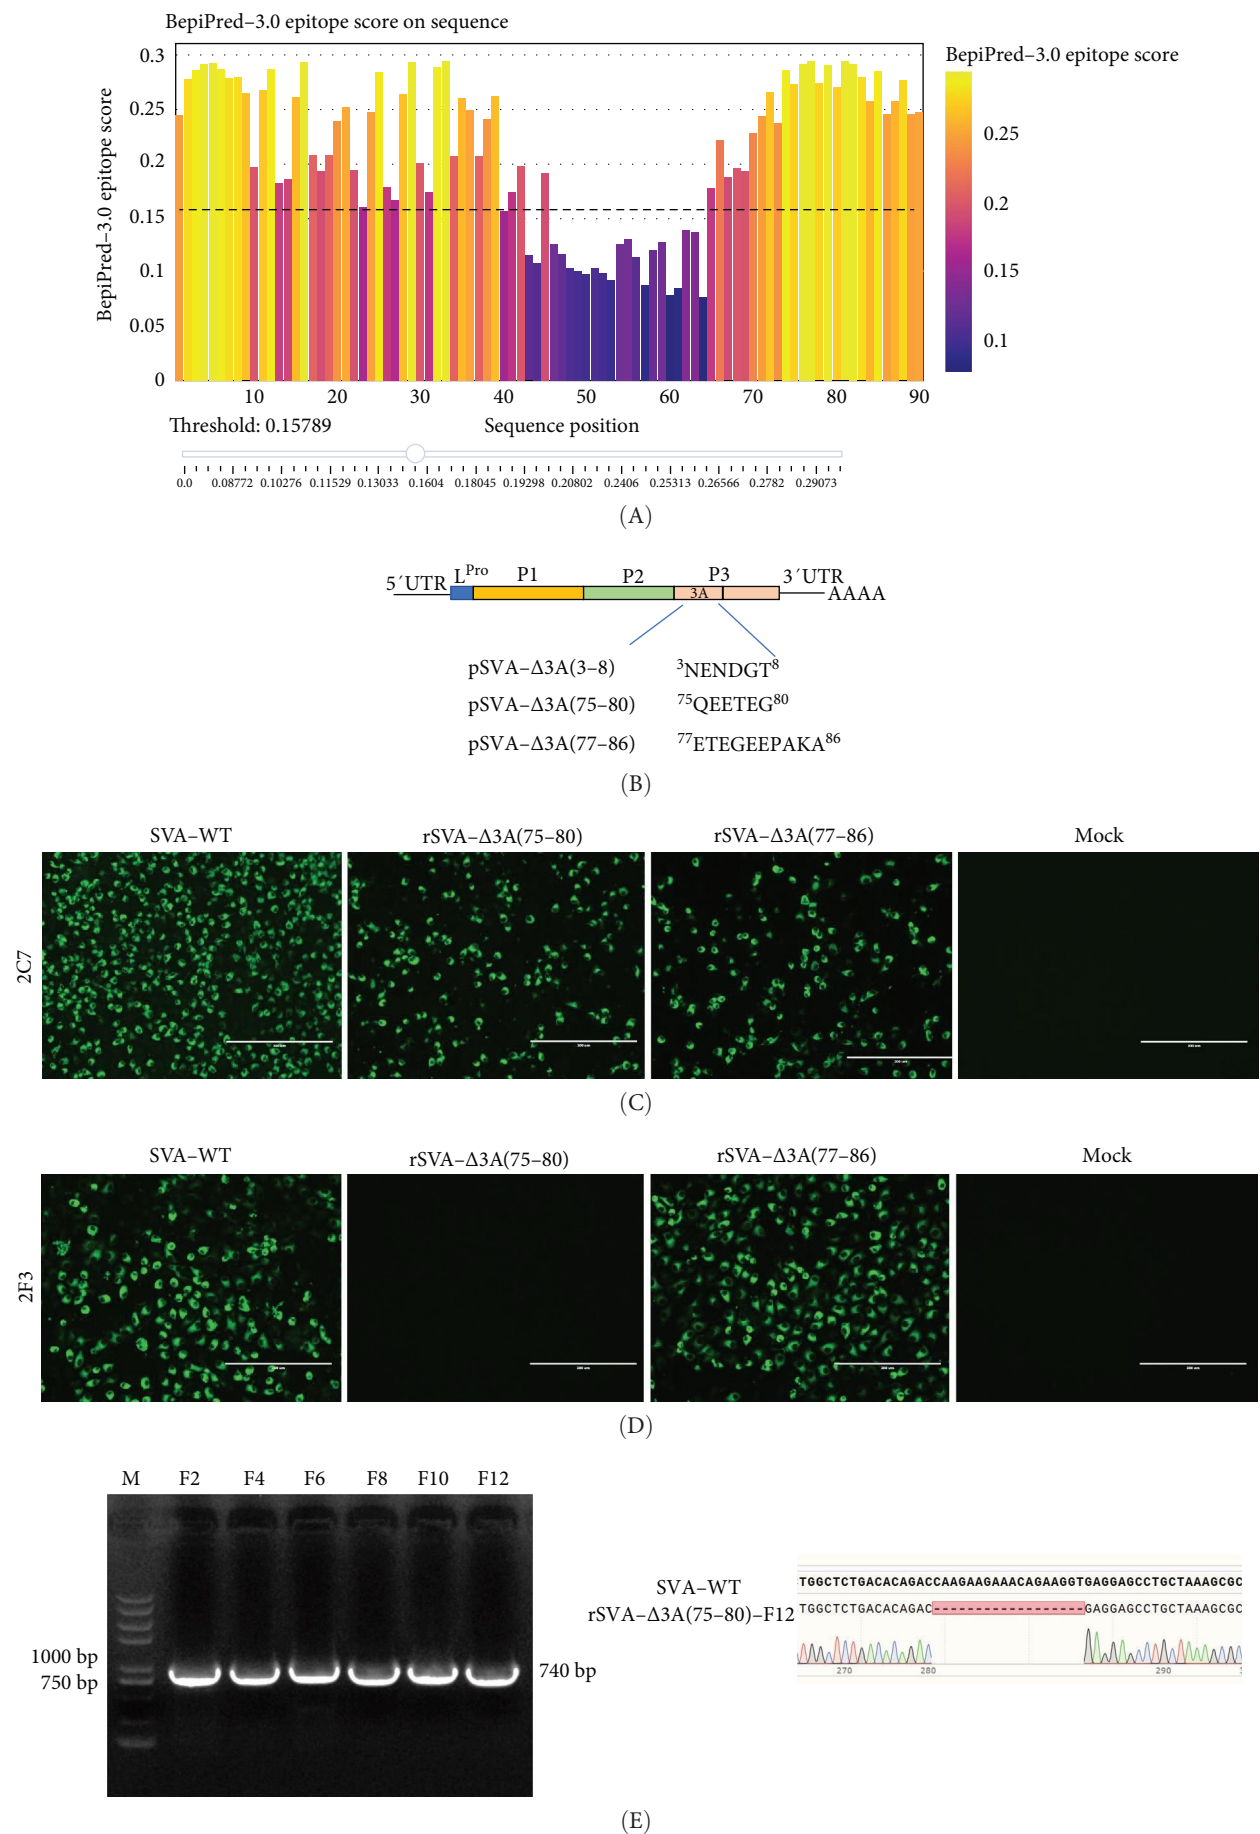 BepiPred–3.0 epitope score on sequence
BepiPred–3.0 epitope score
0.3
0.25
0.2
0.15
0.1
0.05
0
BepiPred–3.0 epitope score
0.25
0.2
0.15
0.1
10 20 30 40 50 60 70 80 90
Threshold: 0.15789
Sequence position
0.0 0.08772 0.10276 0.11529 0.13033 0.1604 0.18045 0.19298 0.20802 0.2406 0.25313 0.26566 0.2782 0.29073
(A)
5´UTR L^Pro P1 P2 P3 3´UTR
3A
AAAA
pSVA–Δ3A(3–8) ³NENDGT⁸
pSVA–Δ3A(75–80) ⁷⁵QEETEG⁸⁰
pSVA–Δ3A(77–86) ⁷⁷ETEGEEPAKA⁸⁶
(B)
SVA–WT rSVA–Δ3A(75–80) rSVA–Δ3A(77–86) Mock
2C7
(C)
SVA–WT rSVA–Δ3A(75–80) rSVA–Δ3A(77–86) Mock
2F3
(D)
M F2 F4 F6 F8 F10 F12
1000 bp
750 bp
740 bp
SVA–WT
TGGCTCTGACACAGACCAAGAAGAAACAGAAGGTGAGGAGCCTGCTAAAGCGC
rSVA–Δ3A(75–80)–F12
TGGCTCTGACACAGAC------------------GAGGAGCCTGCTAAAGCGC
270 280 290
(E)